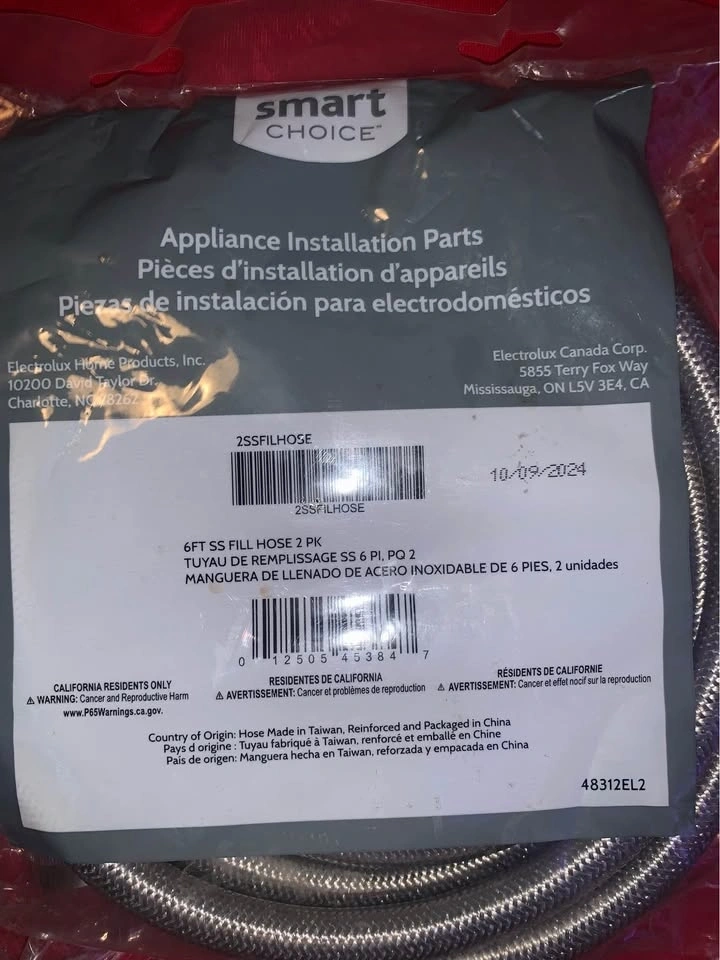 smart
CHOICE™
Appliance Installation Parts
Pièces d'installation d'appareils
Piezas de instalación para electrodomésticos
Electrolux Home Products, Inc.
10200 David Taylor Dr.
Charlotte, NC 28262
Electrolux Canada Corp.
5855 Terry Fox Way
Mississauga, ON L5V 3E4, CA
2SSFILHOSE
10/09/2024
2SSFILHOSE
6FT SS FILL HOSE 2 PK
TUYAU DE REMPLISSAGE SS 6 PI, PQ 2
MANGUERA DE LLENADO DE ACERO INOXIDABLE DE 6 PIES, 2 unidades
0 12505 45384 7
CALIFORNIA RESIDENTS ONLY
⚠ WARNING: Cancer and Reproductive Harm
www.P65Warnings.ca.gov.
RESIDENTES DE CALIFORNIA
⚠ AVERTISSEMENT: Cancer et problèmes de reproduction
RÉSIDENTS DE CALIFORNIE
⚠ AVERTISSEMENT: Cancer et effet nocif sur la reproduction
Country of Origin: Hose Made in Taiwan, Reinforced and Packaged in China
Pays d origine : Tuyau fabriqué à Taiwan, renforcé et emballé en Chine
País de origen: Manguera hecha en Taiwan, reforzada y empacada en China
48312EL2